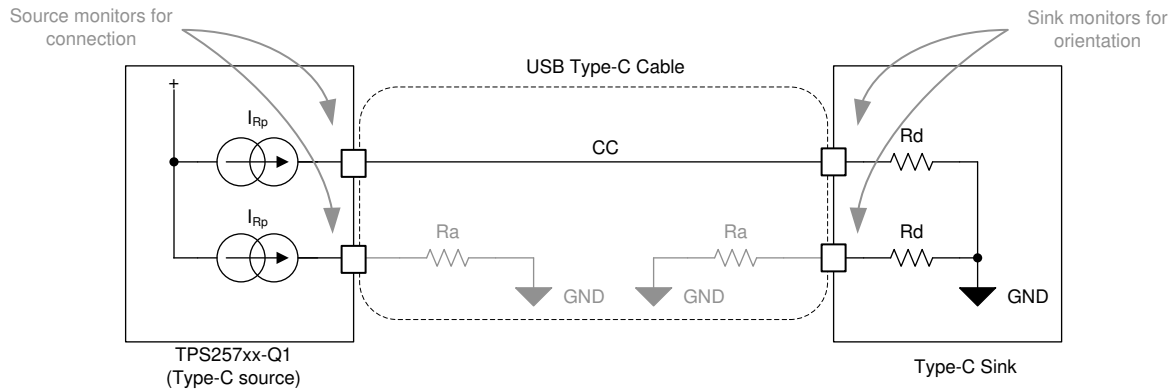 Source monitors for
connection
Sink monitors for
orientation
USB Type-C Cable
+
IRp
CC
Rd
IRp
Ra
Ra
Rd
GND
GND
GND
TPS257xx-Q1
(Type-C source)
Type-C Sink